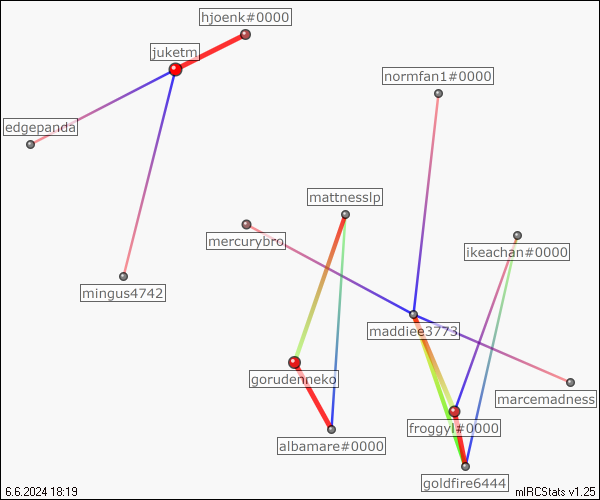 hjoenk#0000
juketm
normfan1#0000
edgepanda
mattnesslp
mercurybro
ikeachan#0000
mingus4742
maddiee3773
gorudenneko
marcemadness
froggyl#0000
albamare#0000
goldfire6444
6.6.2024 18:19
mIRCStats v1.25